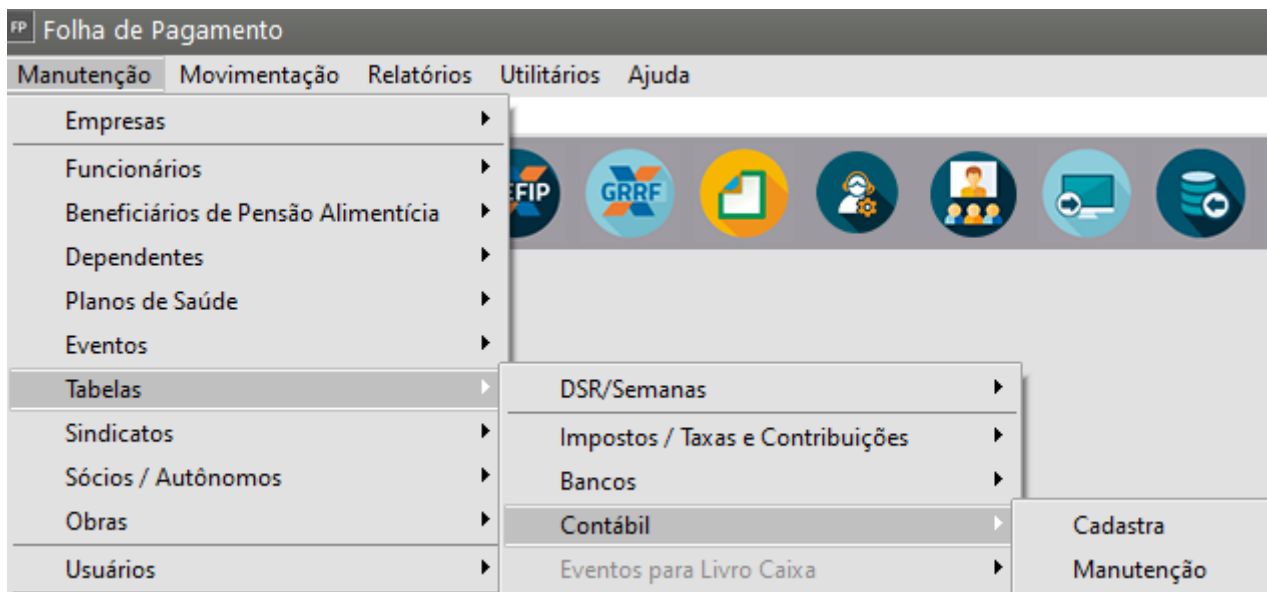 FP Folha de Pagamento
Manutenção Movimentação Relatórios Utilitários Ajuda
Empresas
Funcionários
EFIP GRRF
Beneficiários de Pensão Alimentícia
Dependentes
Planos de Saúde
Eventos
Tabelas DSR/Semanas
Sindicatos Impostos / Taxas e Contribuições
Sócios / Autônomos Bancos
Obras Contábil Cadastra
Usuários Eventos para Livro Caixa Manutenção